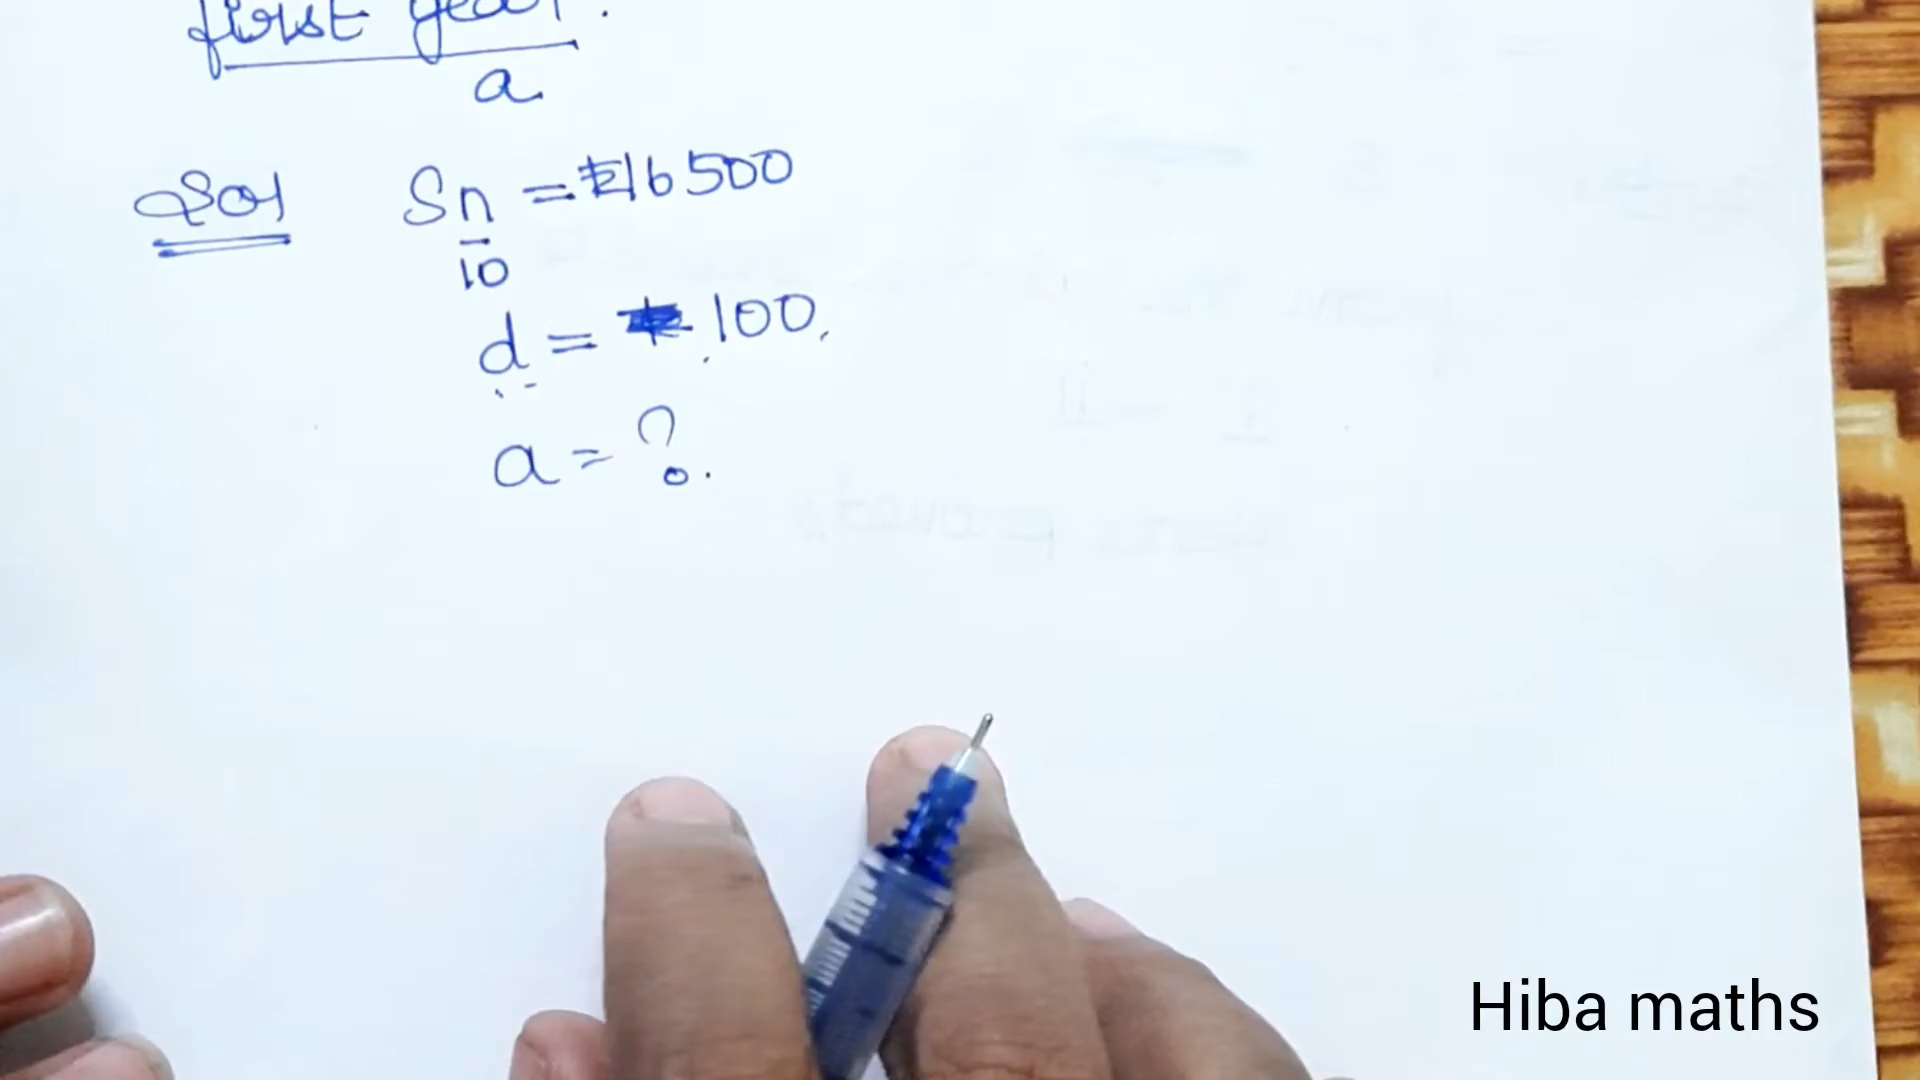 first year.
a
Sol Sn = ₹16500
10
d = 100.
a = ?
Hiba maths